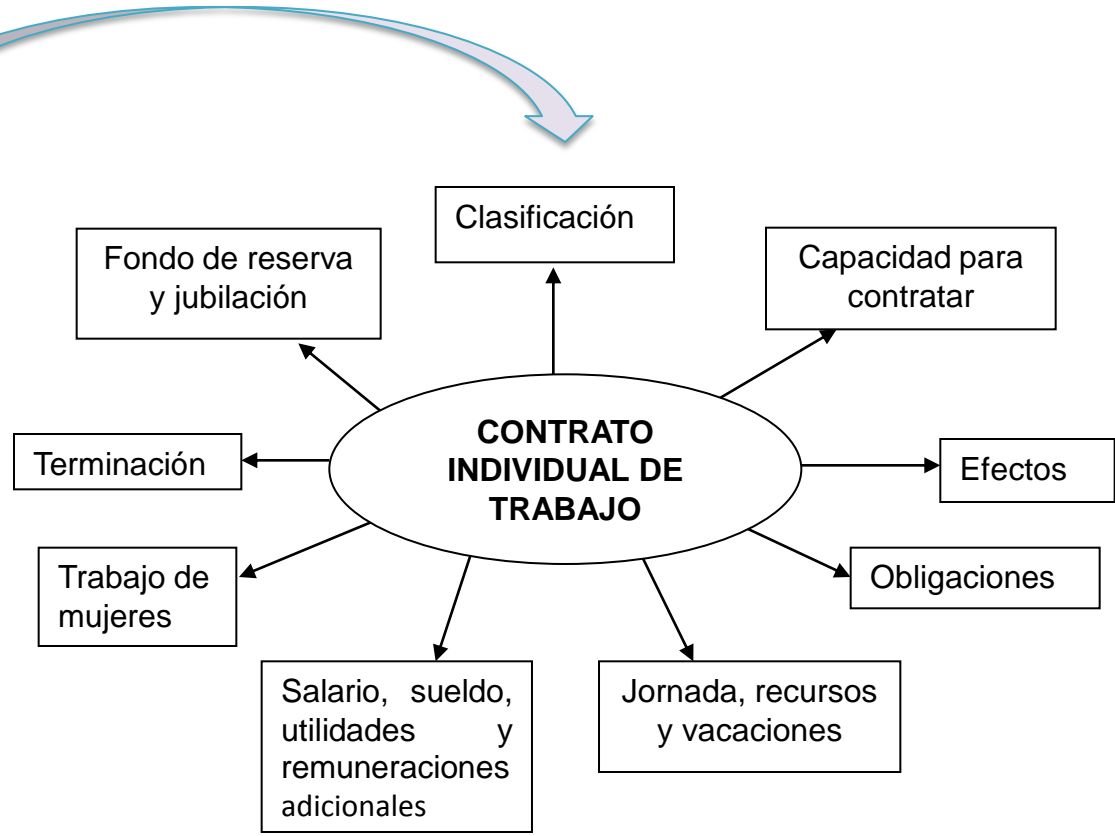 Clasificación
Fondo de reserva
y jubilación
Capacidad para
contratar
CONTRATO
INDIVIDUAL DE
TRABAJO
Terminación
Efectos
Trabajo de
mujeres
Obligaciones
Salario, sueldo,
utilidades y
remuneraciones
adicionales
Jornada, recursos
y vacaciones